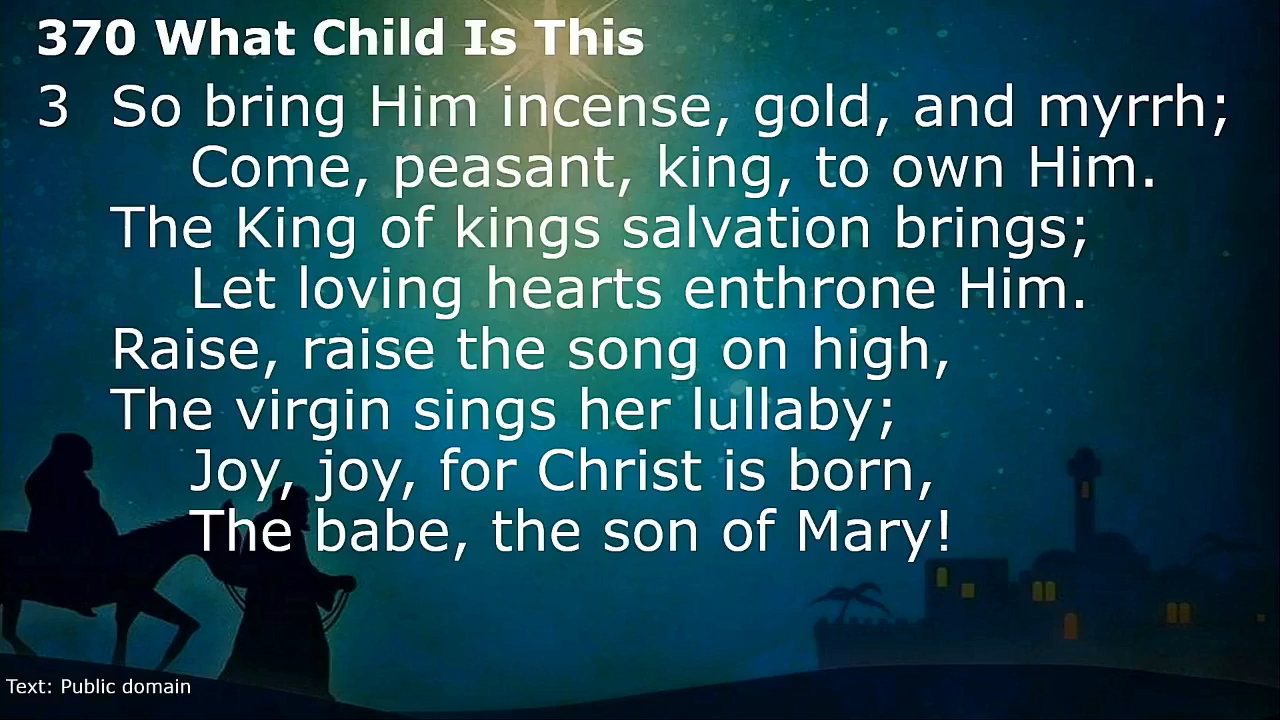 370 What Child Is This
3 So bring Him incense, gold, and myrrh;
Come, peasant, king, to own Him.
The King of kings salvation brings;
Let loving hearts enthrone Him.
Raise, raise the song on high,
The virgin sings her lullaby;
Joy, joy, for Christ is born,
The babe, the son of Mary!
Text: Public domain